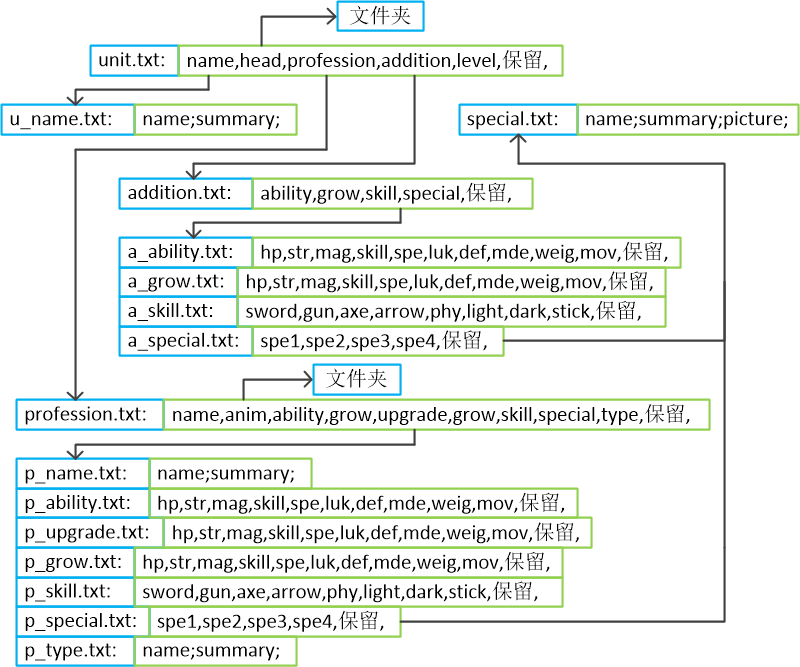 文件夹
unit.txt: name,head,profession,addition,level,保留,
u_name.txt: name;summary;
special.txt: name;summary;picture;
addition.txt: ability,grow,skill,special,保留,
a_ability.txt: hp,str,mag,skill,spe,luk,def,mde,weig,mov,保留,
a_grow.txt: hp,str,mag,skill,spe,luk,def,mde,weig,mov,保留,
a_skill.txt: sword,gun,axe,arrow,phy,light,dark,stick,保留,
a_special.txt: spe1,spe2,spe3,spe4,保留,
文件夹
profession.txt: name,anim,ability,grow,upgrade,grow,skill,special,type,保留,
p_name.txt: name;summary;
p_ability.txt: hp,str,mag,skill,spe,luk,def,mde,weig,mov,保留,
p_upgrade.txt: hp,str,mag,skill,spe,luk,def,mde,weig,mov,保留,
p_grow.txt: hp,str,mag,skill,spe,luk,def,mde,weig,mov,保留,
p_skill.txt: sword,gun,axe,arrow,phy,light,dark,stick,保留,
p_special.txt: spe1,spe2,spe3,spe4,保留,
p_type.txt: name;summary;